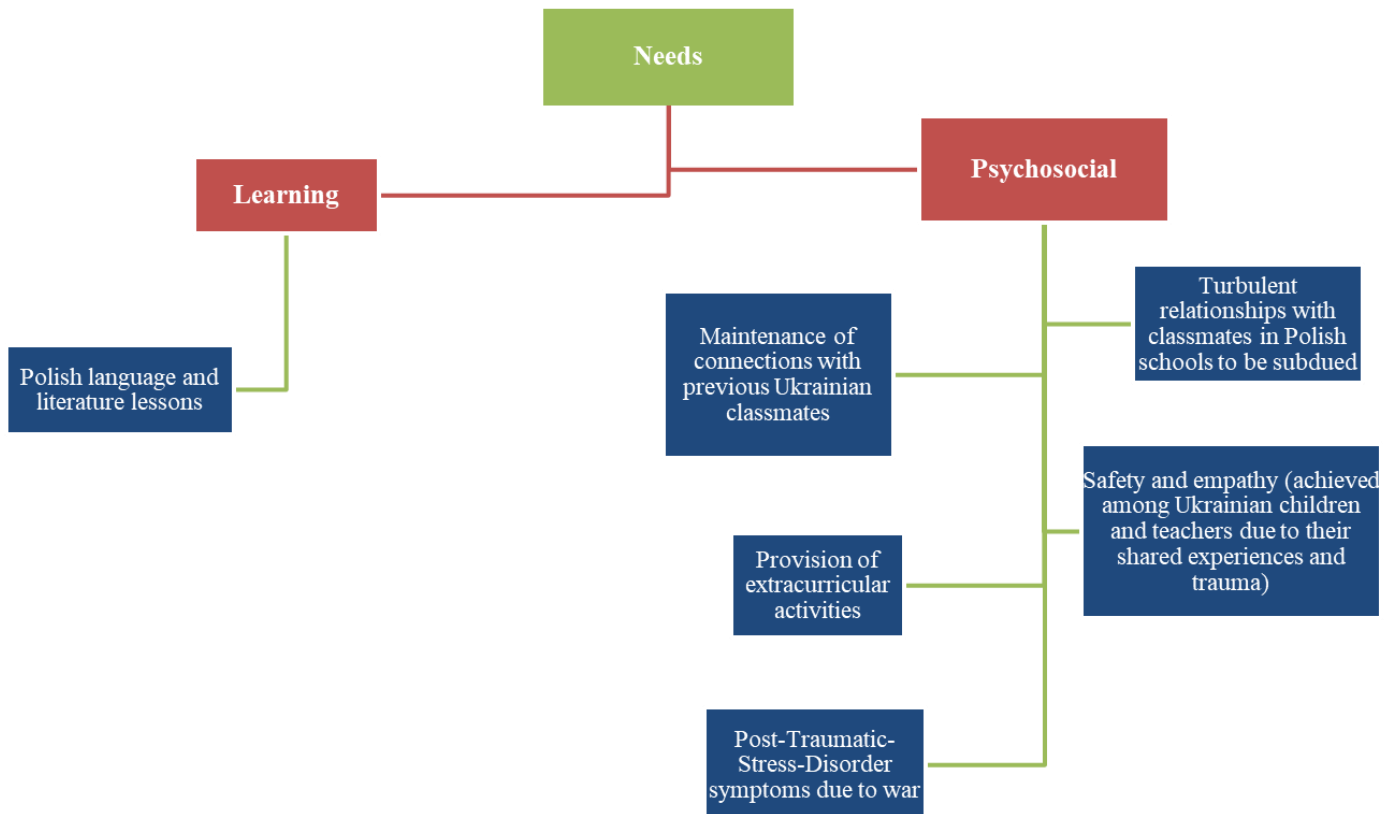 Needs
Learning
Psychosocial
Polish language and
literature lessons
Maintenance of
connections with
previous Ukrainian
classmates
Turbulent
relationships with
classmates in Polish
schools to be subdued
Provision of
extracurricular
activities
Safety and empathy (achieved
among Ukrainian children
and teachers due to their
shared experiences and
trauma)
Post-Traumatic-
Stress-Disorder
symptoms due to war